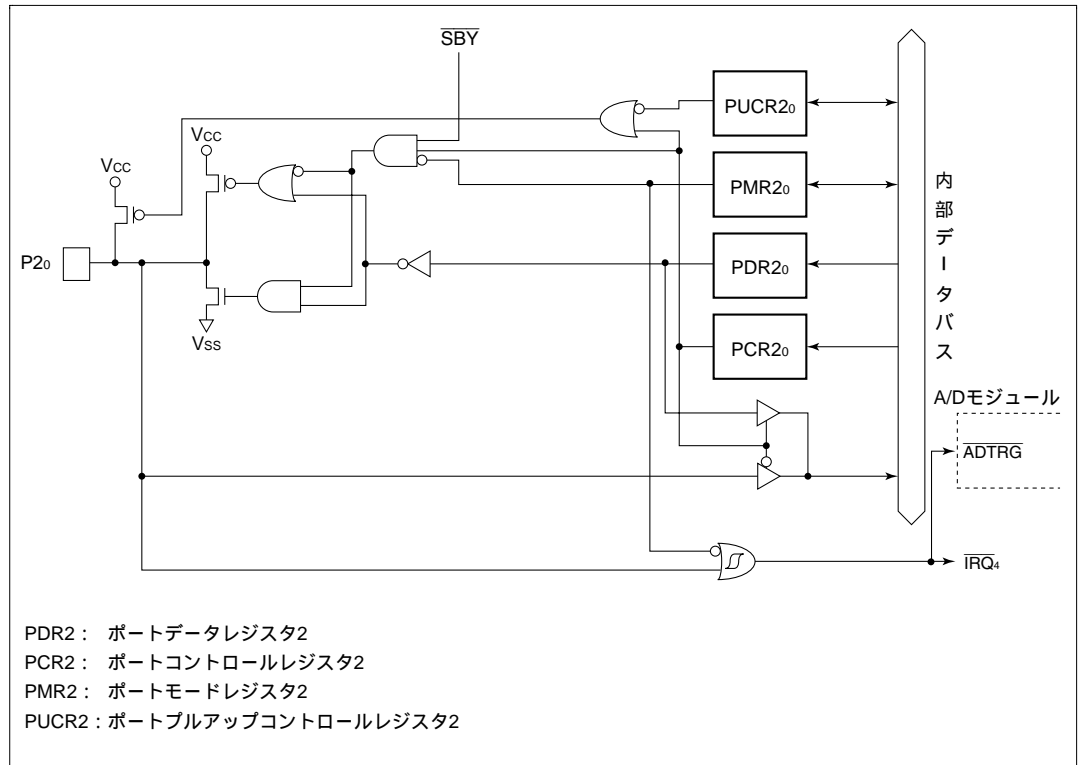 SBY
PUCR2₀
VCC
VCC
PMR2₀
P2₀
PDR2₀
VSS
PCR2₀
内部データバス
A/Dモジュール
ADTRG
IRQ₄
PDR2： ポートデータレジスタ2
PCR2： ポートコントロールレジスタ2
PMR2： ポートモードレジスタ2
PUCR2：ポートプルアップコントロールレジスタ2